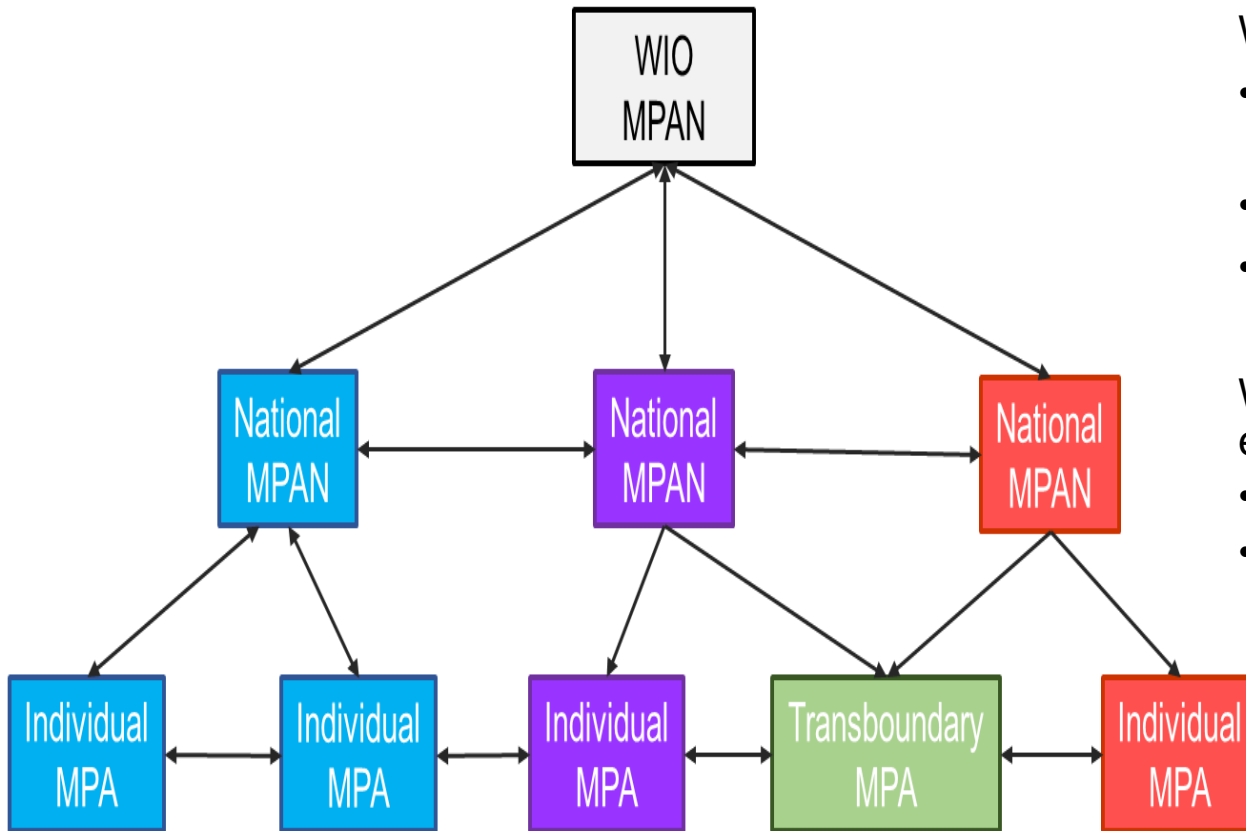 WIO
MPAN
National
MPAN
National
MPAN
National
MPAN
Individual
MPA
Individual
MPA
Individual
MPA
Transboundary
MPA
Individual
MPA